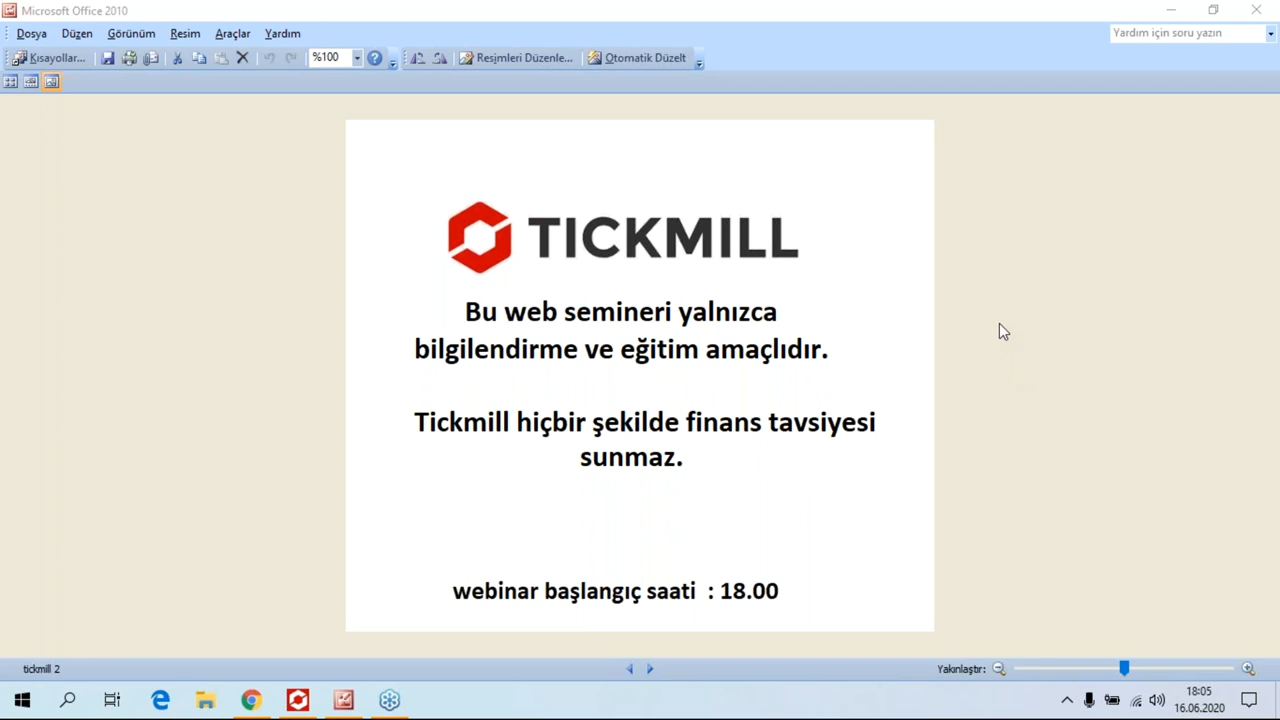 Microsoft Office 2010
Dosya Düzen Görünüm Resim Araçlar Yardım
Yardım için soru yazın
Kısayollar... %100 Resimleri Düzenle... Otomatik Düzelt
TICKMILL
Bu web semineri yalnızca
bilgilendirme ve eğitim amaçlıdır.
Tickmill hiçbir şekilde finans tavsiyesi
sunmaz.
webinar başlangıç saati : 18.00
tickmill 2
Yakınlaştır:
18:05
16.06.2020